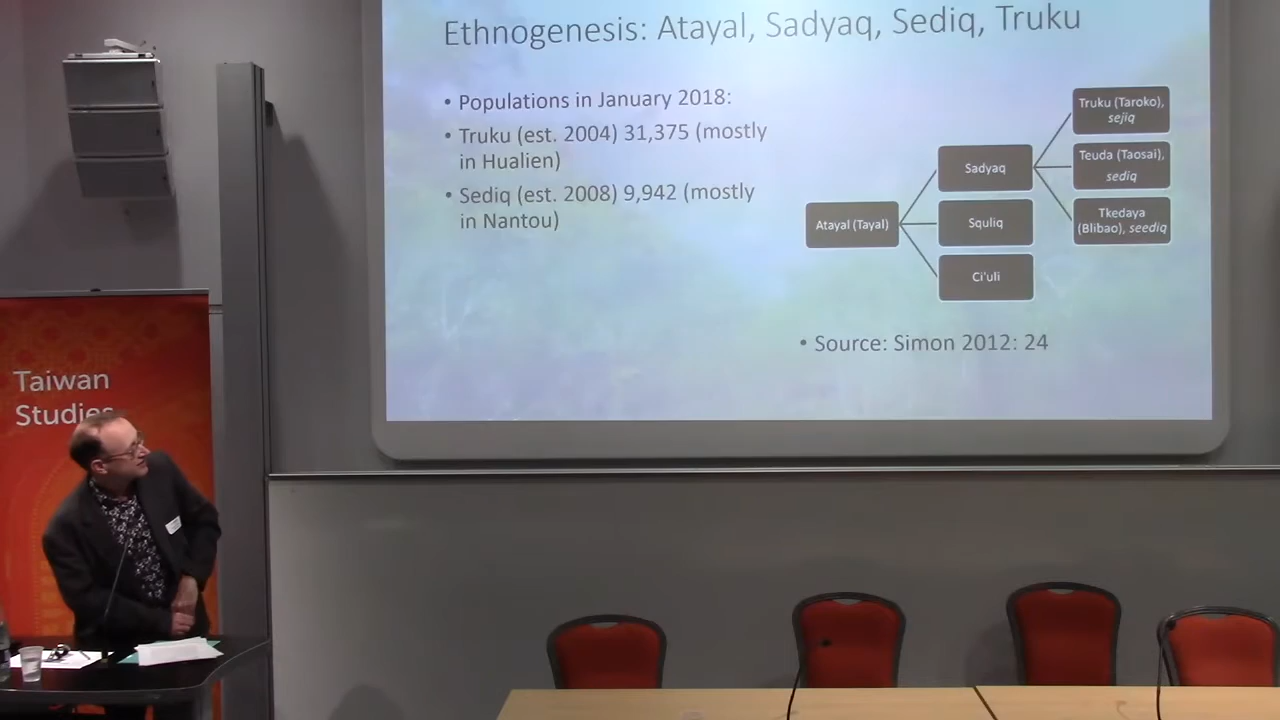 Ethnogenesis: Atayal, Sadyaq, Sediq, Truku
• Populations in January 2018:
• Truku (est. 2004) 31,375 (mostly
in Hualien)
• Sediq (est. 2008) 9,942 (mostly
in Nantou)
Atayal (Tayal)
Sadyaq
Squliq
Ci'uli
Truku (Taroko),
sejiq
Teuda (Taosai),
sediq
Tkedaya
(Blibao), seediq
• Source: Simon 2012: 24
Taiwan
Studies